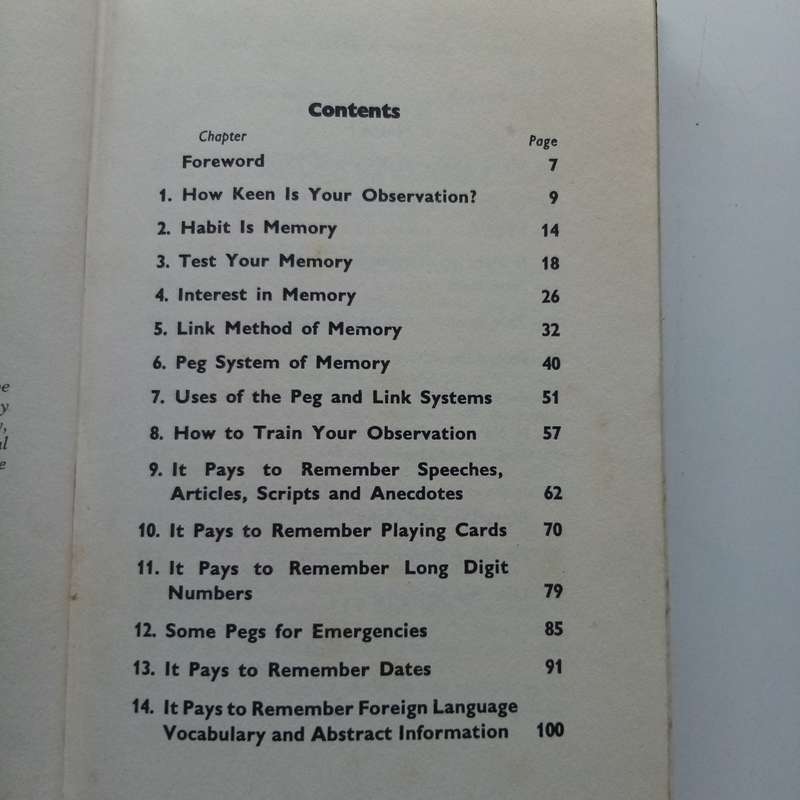 Contents
Chapter Page
Foreword 7
1. How Keen Is Your Observation? 9
2. Habit Is Memory 14
3. Test Your Memory 18
4. Interest in Memory 26
5. Link Method of Memory 32
6. Peg System of Memory 40
7. Uses of the Peg and Link Systems 51
8. How to Train Your Observation 57
9. It Pays to Remember Speeches,
Articles, Scripts and Anecdotes 62
10. It Pays to Remember Playing Cards 70
11. It Pays to Remember Long Digit
Numbers 79
12. Some Pegs for Emergencies 85
13. It Pays to Remember Dates 91
14. It Pays to Remember Foreign Language
Vocabulary and Abstract Information 100